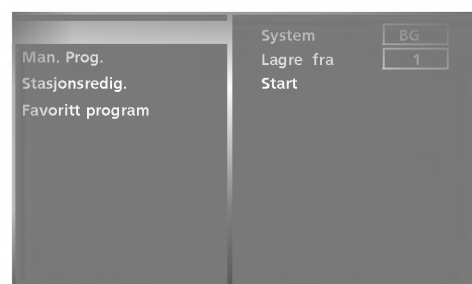 Man. Prog.
Stasjonsredig.
Favoritt program
System BG
Lagre fra 1
Start